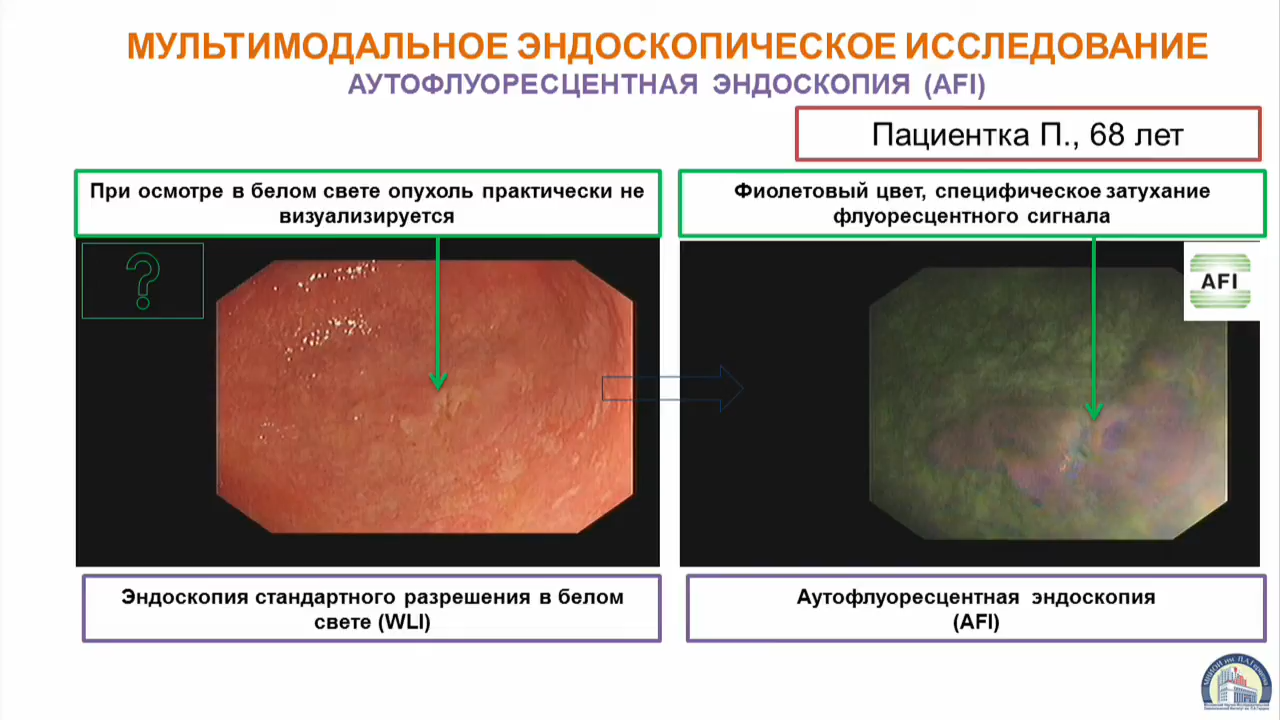 МУЛЬТИМОДАЛЬНОЕ ЭНДОСКОПИЧЕСКОЕ ИССЛЕДОВАНИЕ
АУТОФЛУОРЕСЦЕНТНАЯ ЭНДОСКОПИЯ (AFI)
Пациентка П., 68 лет
При осмотре в белом свете опухоль практически не
визуализируется
Фиолетовый цвет, специфическое затухание
флуоресцентного сигнала
?
AFI
Эндоскопия стандартного разрешения в белом
свете (WLI)
Аутофлуоресцентная эндоскопия
(AFI)